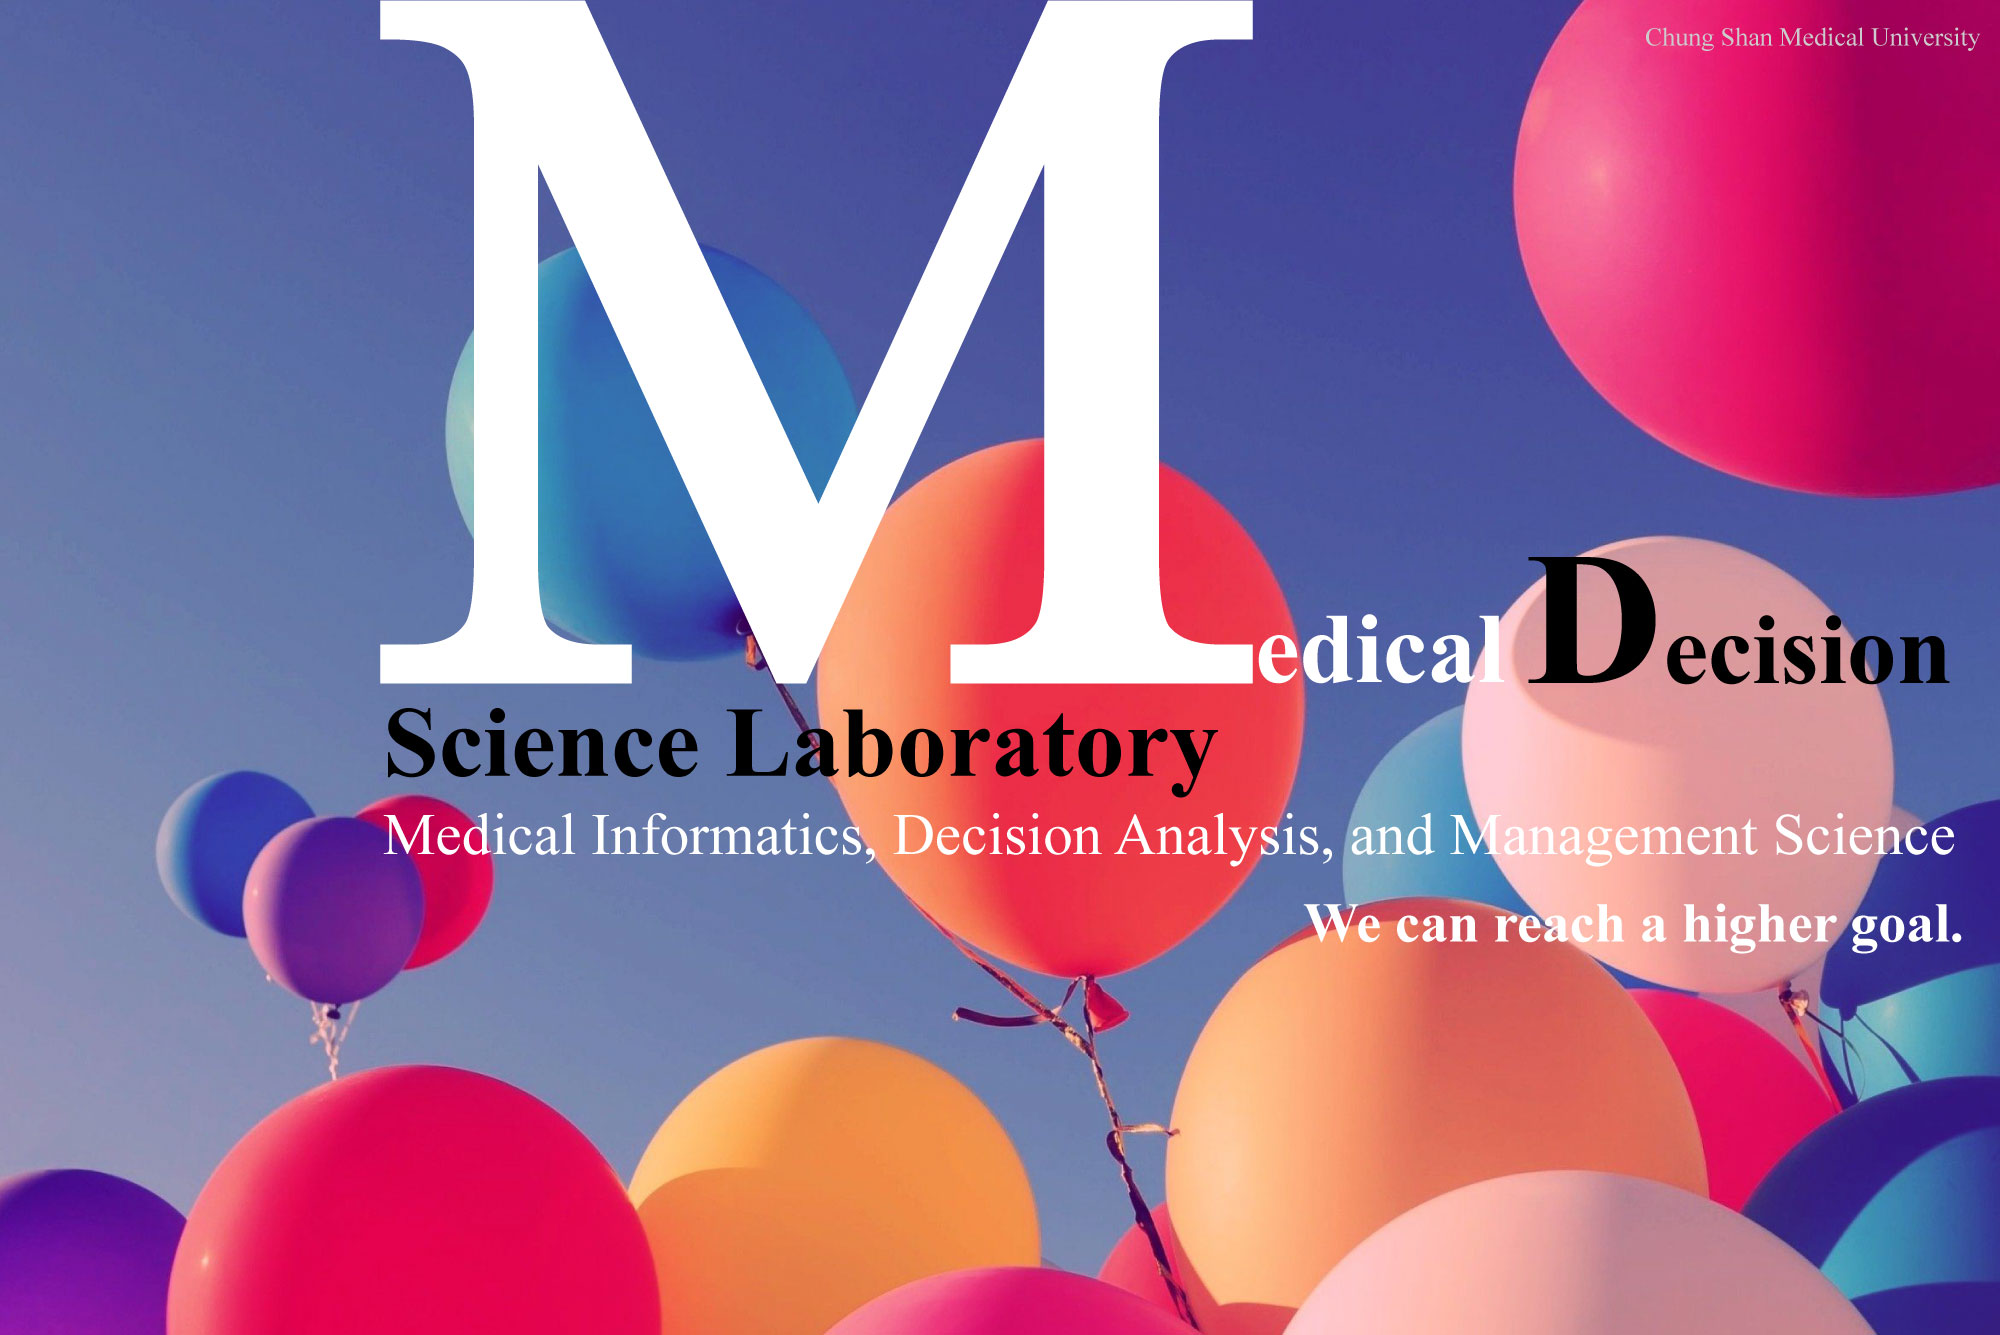 Chung Shan Medical University
Medical Decision
Science Laboratory
Medical Informatics, Decision Analysis, and Management Science
We can reach a higher goal.